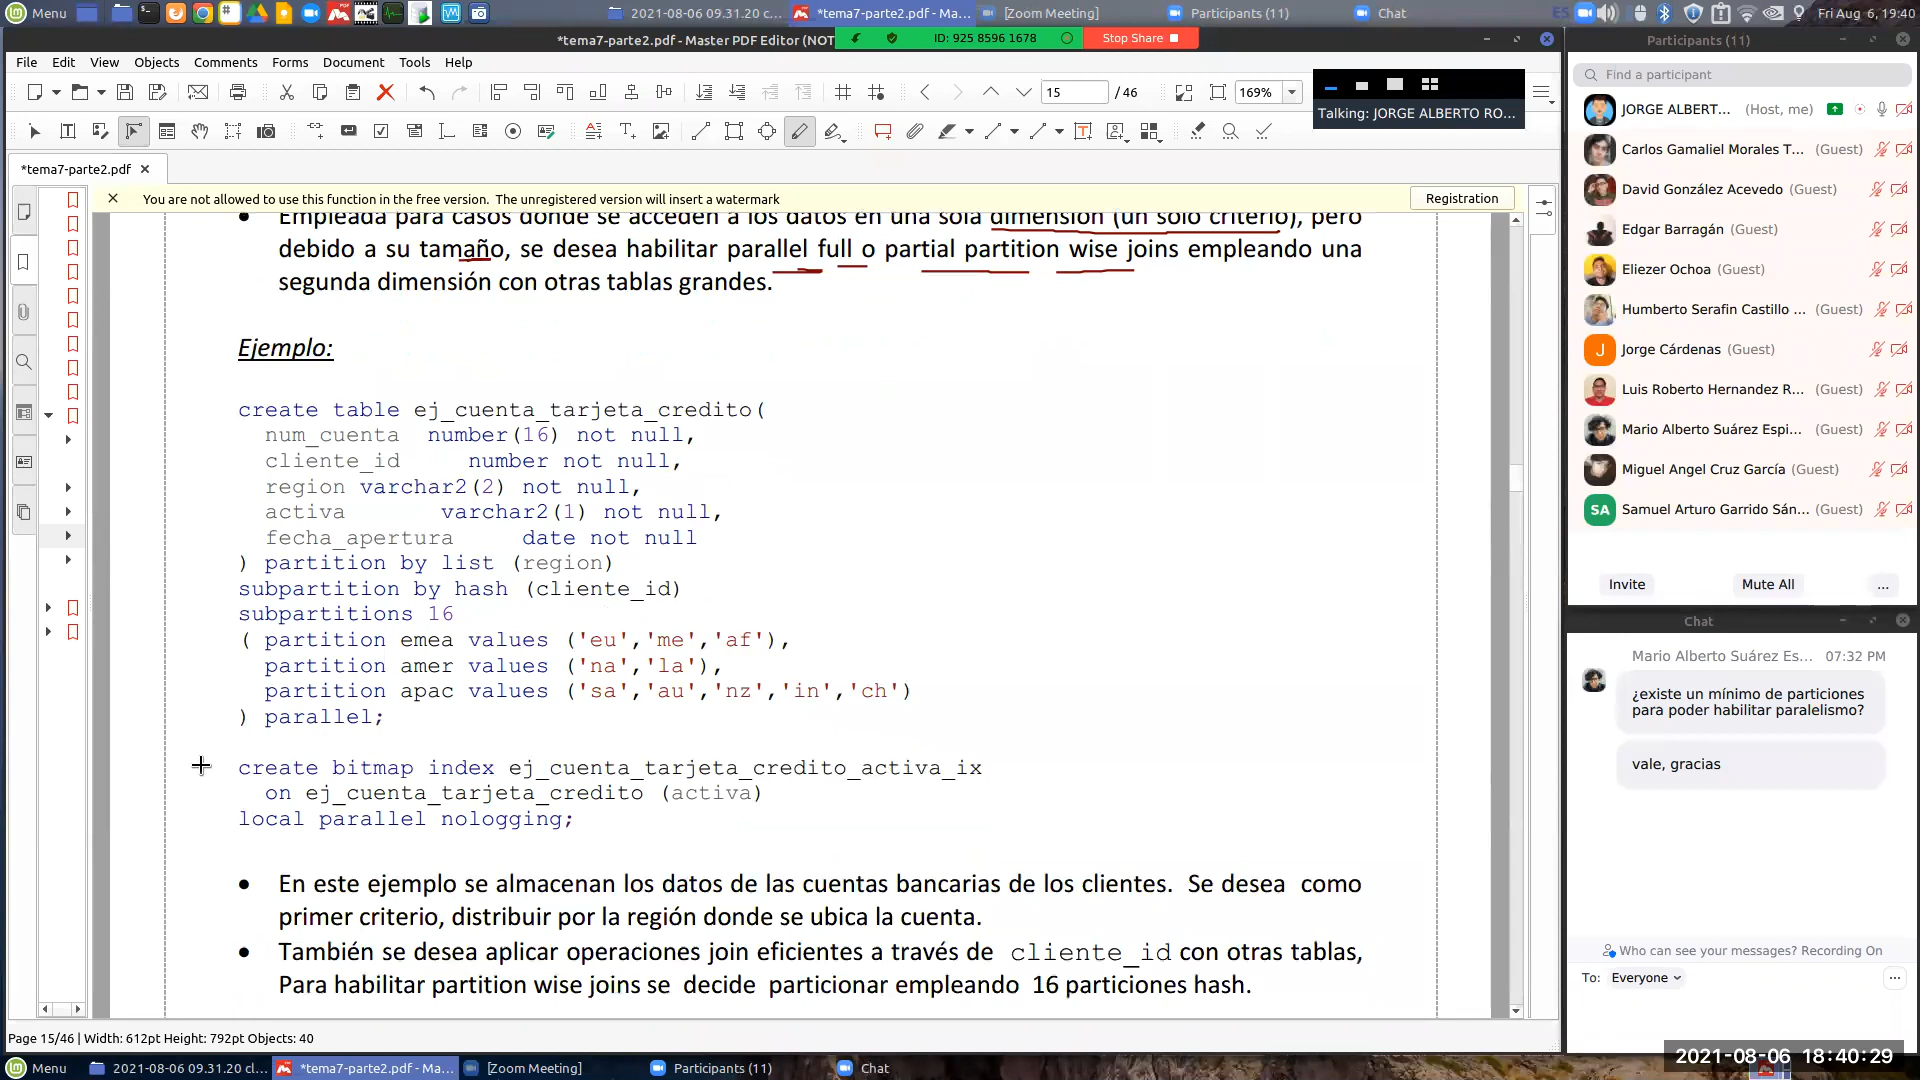 Menu
2021-08-06 09.31.20 c...
*tema7-parte2.pdf - Ma...
[Zoom Meeting]
Participants (11)
Chat
ES
Fri Aug 6, 19:40
*tema7-parte2.pdf - Master PDF Editor (NOT
ID: 925 8596 1678
Stop Share
File Edit View Objects Comments Forms Document Tools Help
15 / 46
169%
Talking: JORGE ALBERTO RO...
*tema7-parte2.pdf
You are not allowed to use this function in the free version. The unregistered version will insert a watermark
Registration
• Empleada para casos donde se acceden a los datos en una sola dimensión (un solo criterio), pero
debido a su tamaño, se desea habilitar parallel full o partial partition wise joins empleando una
segunda dimensión con otras tablas grandes.
Ejemplo:
create table ej_cuenta_tarjeta_credito(
num_cuenta number(16) not null,
cliente_id number not null,
region varchar2(2) not null,
activa varchar2(1) not null,
fecha_apertura date not null
) partition by list (region)
subpartition by hash (cliente_id)
subpartitions 16
( partition emea values ('eu','me','af'),
partition amer values ('na','la'),
partition apac values ('sa','au','nz','in','ch')
) parallel;
create bitmap index ej_cuenta_tarjeta_credito_activa_ix
on ej_cuenta_tarjeta_credito (activa)
local parallel nologging;
• En este ejemplo se almacenan los datos de las cuentas bancarias de los clientes. Se desea como
primer criterio, distribuir por la región donde se ubica la cuenta.
• También se desea aplicar operaciones join eficientes a través de cliente_id con otras tablas,
Para habilitar partition wise joins se decide particionar empleando 16 particiones hash.
Page 15/46 | Width: 612pt Height: 792pt Objects: 40
Participants (11)
Find a participant
JORGE ALBERT... (Host, me)
Carlos Gamaliel Morales T... (Guest)
David González Acevedo (Guest)
Edgar Barragán (Guest)
Eliezer Ochoa (Guest)
Humberto Serafin Castillo ... (Guest)
J Jorge Cárdenas (Guest)
Luis Roberto Hernandez R... (Guest)
Mario Alberto Suárez Espi... (Guest)
Miguel Angel Cruz García (Guest)
SA Samuel Arturo Garrido Sán... (Guest)
Invite
Mute All
...
Chat
Mario Alberto Suárez Es... 07:32 PM
¿existe un mínimo de particiones
para poder habilitar paralelismo?
vale, gracias
Who can see your messages? Recording On
To: Everyone
...
Menu
2021-08-06 09.31.20 cl...
*tema7-parte2.pdf - Ma...
[Zoom Meeting]
Participants (11)
Chat
2021-08-06 18:40:29